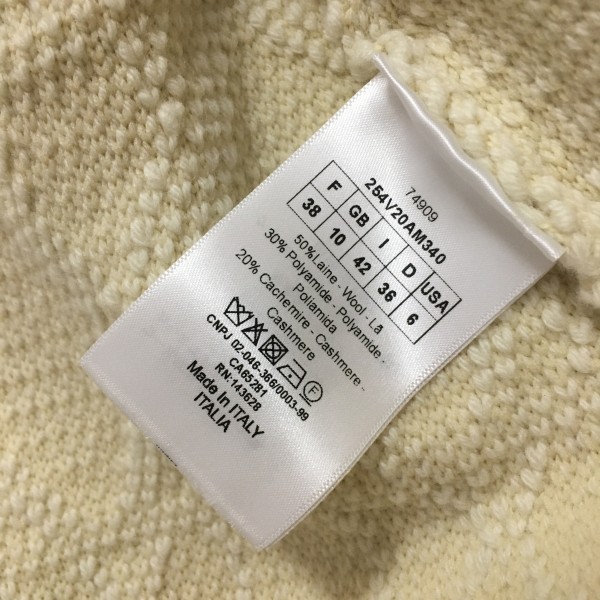 74909
254V20AM340
F GB I D USA
38 10 42 36 6
50%Laine - Wool - Lã
30% Polyamide - Polyamide -
Poliamida
20% Cachemire - Cashmere -
Cashmere
F
CNPJ 02-046-366/0003-99
CA65281
RN:143628
Made In ITALY
ITALIA